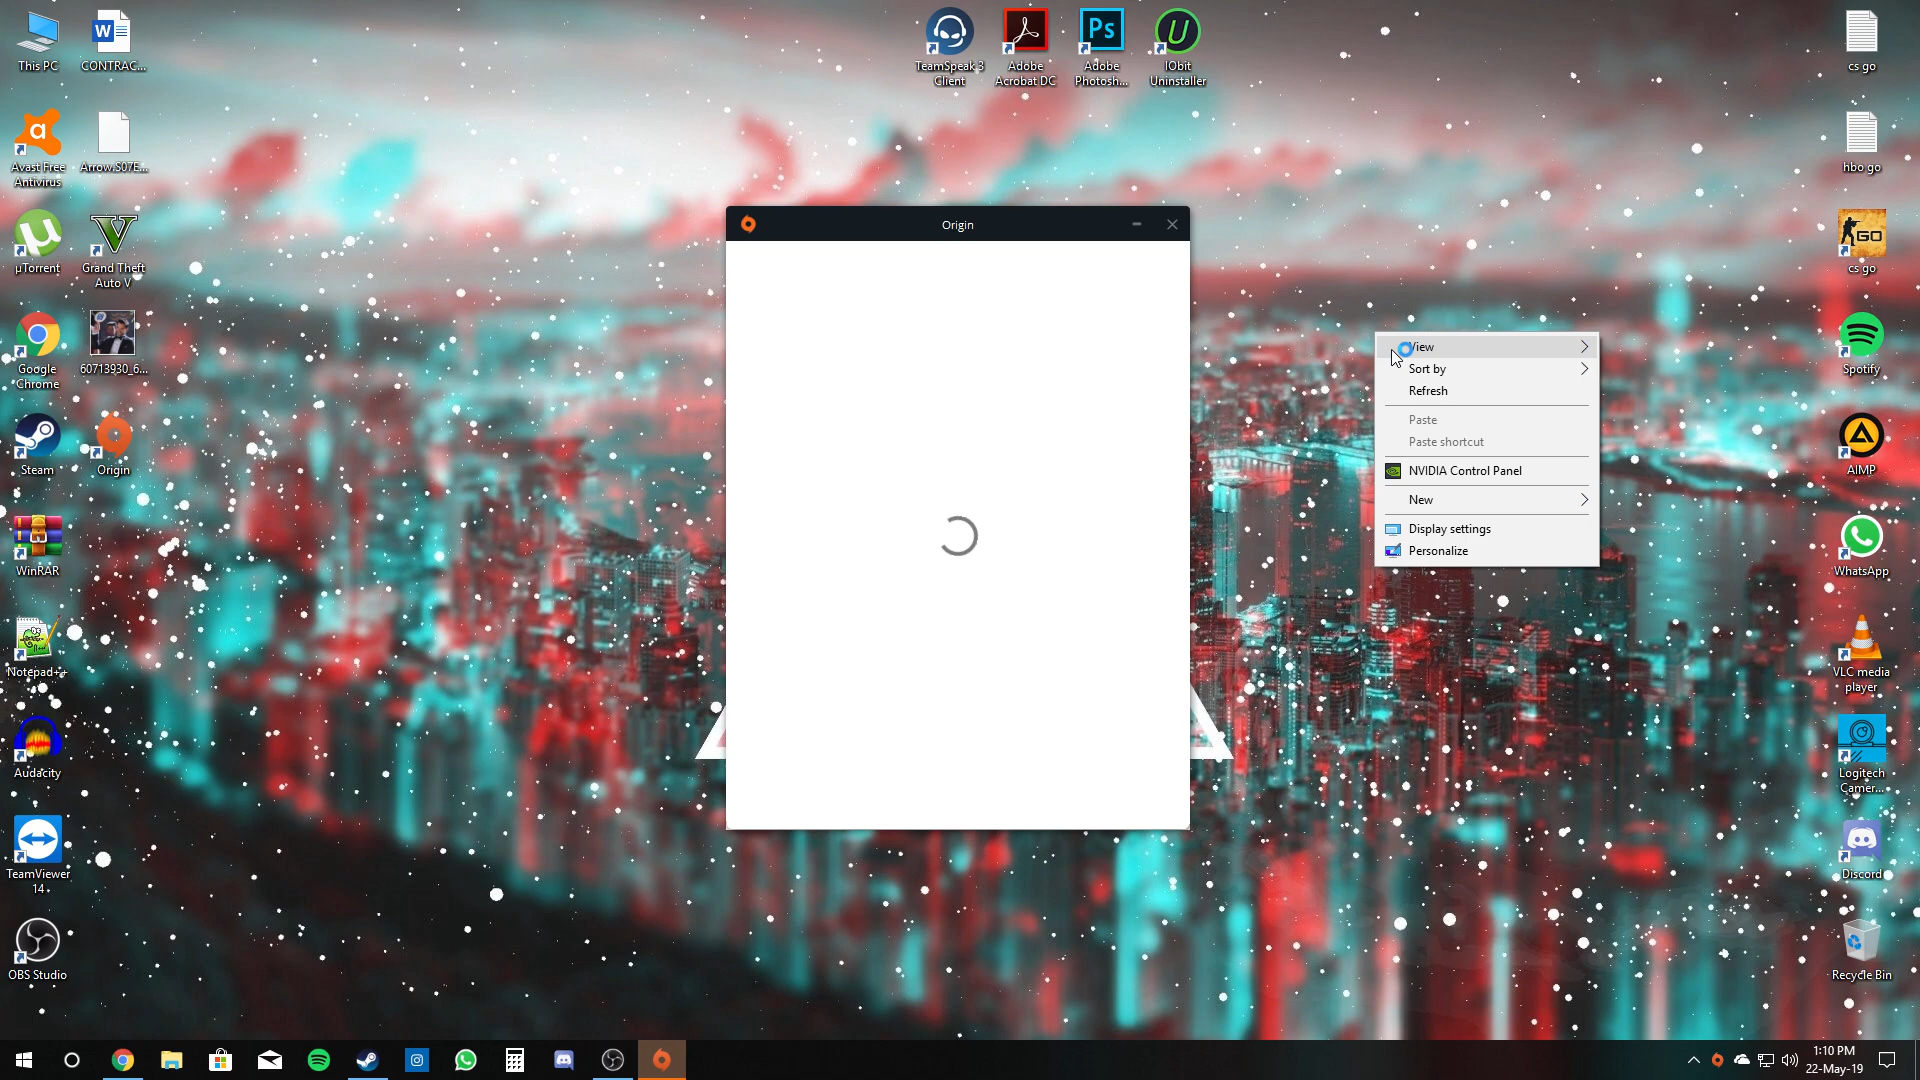 This PC
CONTRAC...
TeamSpeak 3
Client
Adobe
Acrobat DC
Ps
Adobe
Photosh...
IObit
Uninstaller
cs go
Avast Free
Antivirus
Arrow.S07E...
hbo go
µTorrent
Grand Theft
Auto V
GO
cs go
Origin
Google
Chrome
60713930_6...
Spotify
View
Sort by
Refresh
Paste
Paste shortcut
NVIDIA Control Panel
New
Display settings
Personalize
Steam
Origin
AIMP
WinRAR
WhatsApp
Notepad++
VLC media
player
Audacity
Logitech
Camer...
TeamViewer
14
Discord
OBS Studio
Recycle Bin
1:10 PM
22-May-19